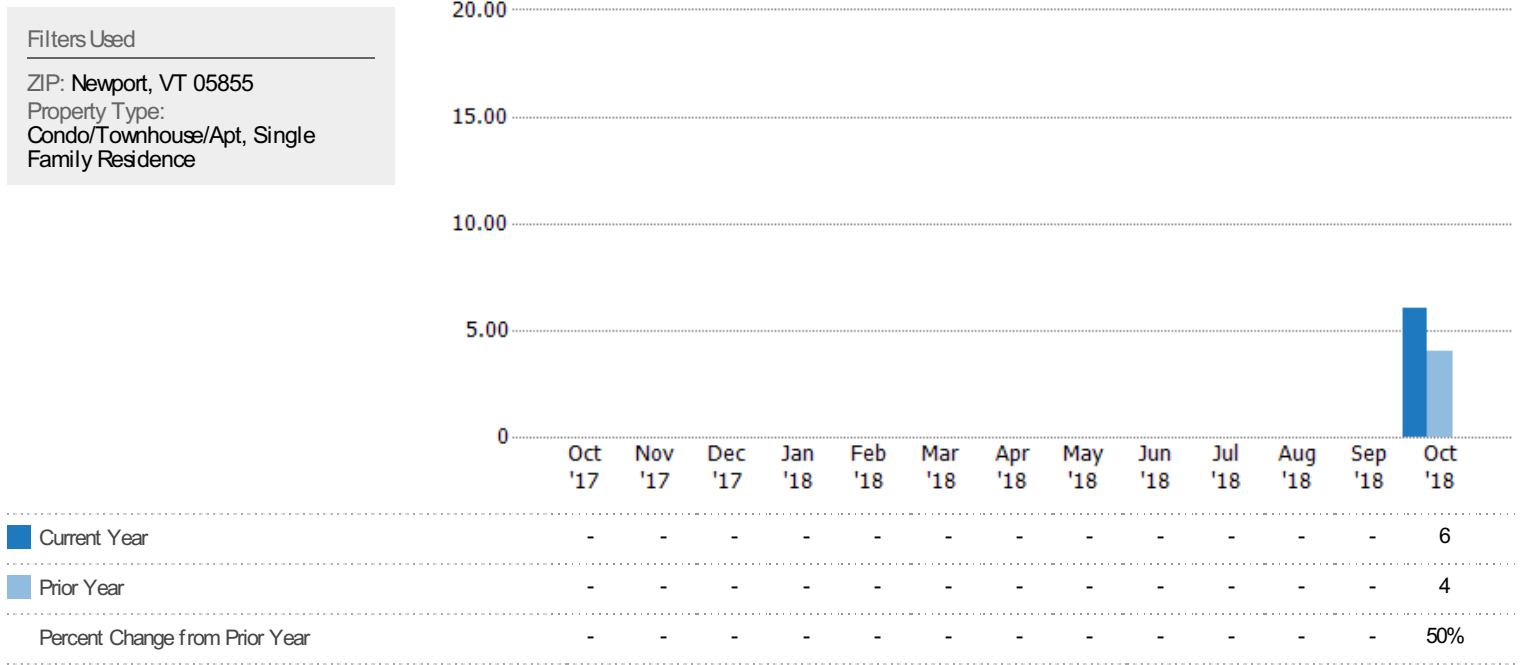 Filters Used
ZIP: Newport, VT 05855
Property Type:
Condo/Townhouse/Apt, Single
Family Residence
20.00
15.00
10.00
5.00
0
Oct Nov Dec Jan Feb Mar Apr May Jun Jul Aug Sep Oct
'17 '17 '17 '18 '18 '18 '18 '18 '18 '18 '18 '18 '18
Current Year - - - - - - - - - - - - 6
Prior Year - - - - - - - - - - - - 4
Percent Change from Prior Year - - - - - - - - - - - - 50%